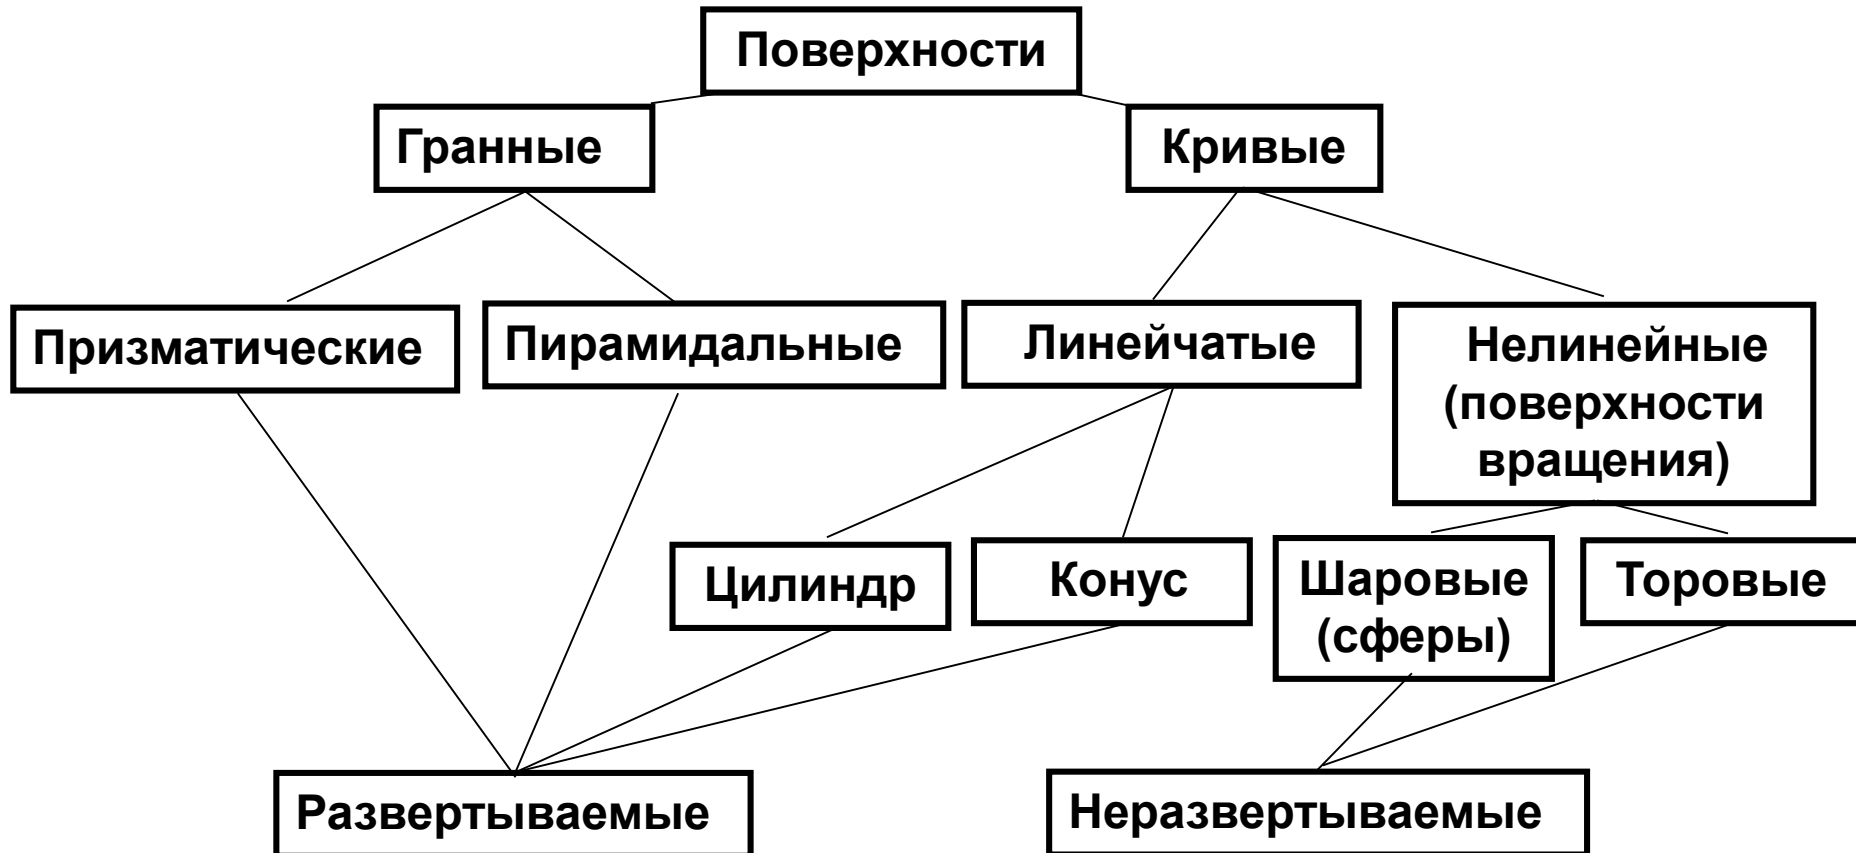 Поверхности
Гранные
Кривые
Призматические
Пирамидальные
Линейчатые
Нелинейные
(поверхности
вращения)
Цилиндр
Конус
Шаровые
(сферы)
Торовые
Развертываемые
Неразвертываемые